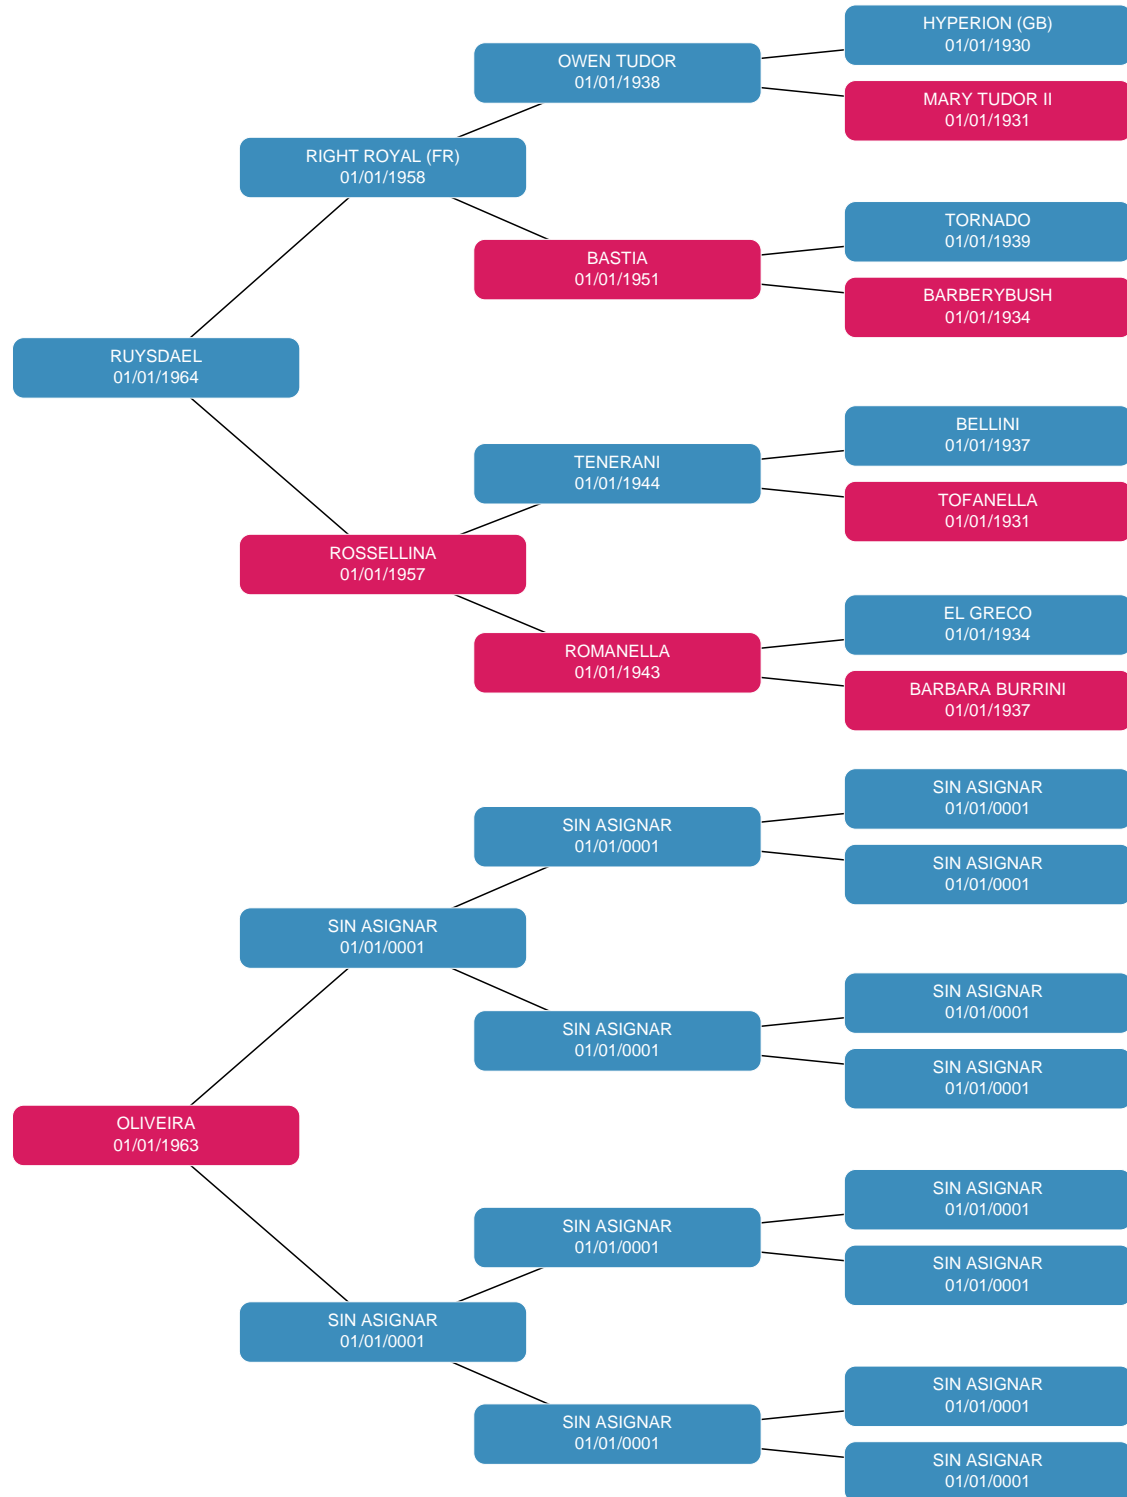 HYPERION (GB)
01/01/1930
OWEN TUDOR
01/01/1938
MARY TUDOR II
01/01/1931
RIGHT ROYAL (FR)
01/01/1958
TORNADO
01/01/1939
BASTIA
01/01/1951
BARBERYBUSH
01/01/1934
RUYSDAEL
01/01/1964
BELLINI
01/01/1937
TENERANI
01/01/1944
TOFANELLA
01/01/1931
ROSSELLINA
01/01/1957
EL GRECO
01/01/1934
ROMANELLA
01/01/1943
BARBARA BURRINI
01/01/1937
SIN ASIGNAR
01/01/0001
SIN ASIGNAR
01/01/0001
SIN ASIGNAR
01/01/0001
SIN ASIGNAR
01/01/0001
SIN ASIGNAR
01/01/0001
SIN ASIGNAR
01/01/0001
SIN ASIGNAR
01/01/0001
OLIVEIRA
01/01/1963
SIN ASIGNAR
01/01/0001
SIN ASIGNAR
01/01/0001
SIN ASIGNAR
01/01/0001
SIN ASIGNAR
01/01/0001
SIN ASIGNAR
01/01/0001
SIN ASIGNAR
01/01/0001
SIN ASIGNAR
01/01/0001